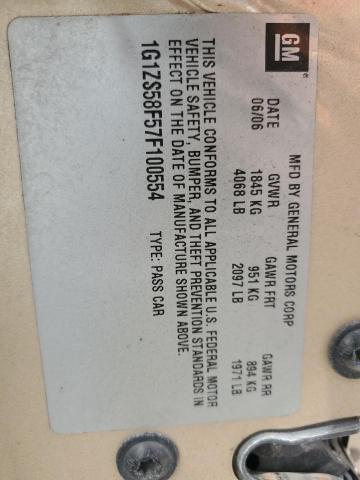 GM
MFD BY GENERAL MOTORS CORP
DATE GVWR GAWR FRT GAWR RR
06/06 1845 KG 951 KG 894 KG
4068 LB 2097 LB 1971 LB
THIS VEHICLE CONFORMS TO ALL APPLICABLE U.S. FEDERAL MOTOR
VEHICLE SAFETY, BUMPER, AND THEFT PREVENTION STANDARDS IN
EFFECT ON THE DATE OF MANUFACTURE SHOWN ABOVE.
1G1ZS58F57F100554 TYPE: PASS CAR